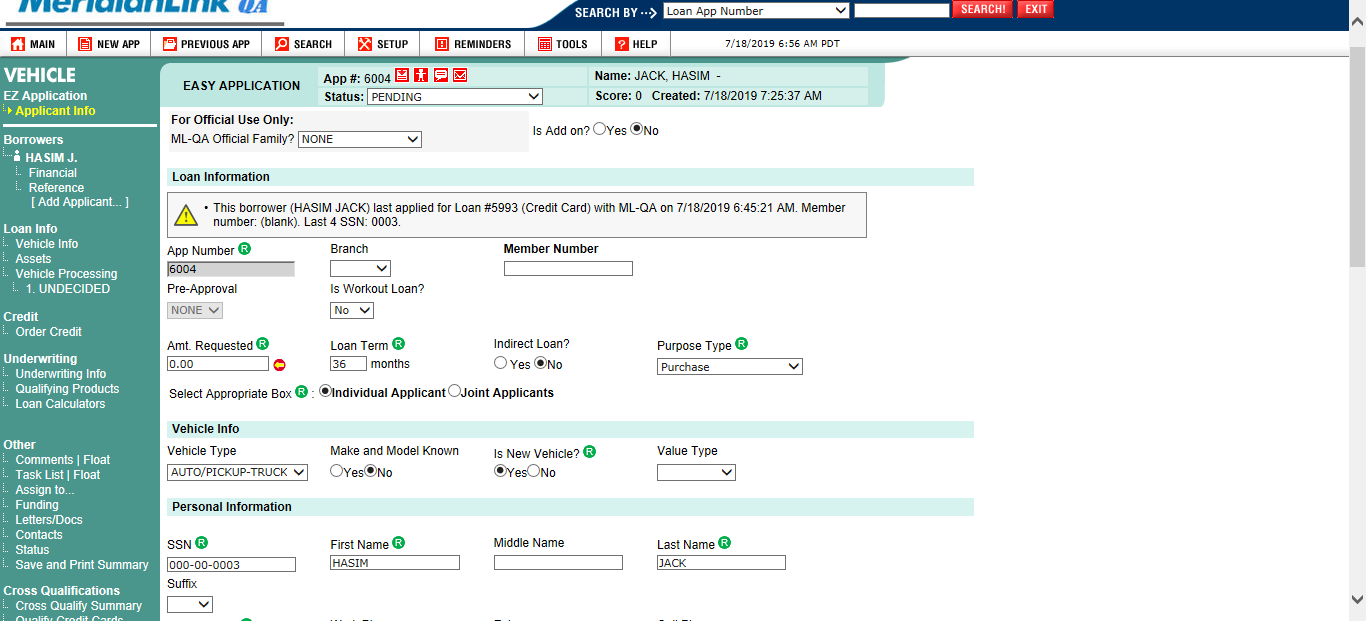 MeridianLink QA
SEARCH BY ··> Loan App Number SEARCH! EXIT
MAIN NEW APP PREVIOUS APP SEARCH SETUP REMINDERS TOOLS HELP 7/18/2019 6:56 AM PDT
VEHICLE
EZ Application
Applicant Info
Borrowers
HASIM J.
Financial
Reference
[ Add Applicant... ]
Loan Info
Vehicle Info
Assets
Vehicle Processing
1. UNDECIDED
Credit
Order Credit
Underwriting
Underwriting Info
Qualifying Products
Loan Calculators
Other
Comments | Float
Task List | Float
Assign to...
Funding
Letters/Docs
Contacts
Status
Save and Print Summary
Cross Qualifications
Cross Qualify Summary
Qualify Credit Cards
EASY APPLICATION
App #: 6004
Status: PENDING
Name: JACK, HASIM -
Score: 0 Created: 7/18/2019 7:25:37 AM
For Official Use Only:
ML-QA Official Family? NONE
Is Add on? Yes No
Loan Information
• This borrower (HASIM JACK) last applied for Loan #5993 (Credit Card) with ML-QA on 7/18/2019 6:45:21 AM. Member
number: (blank). Last 4 SSN: 0003.
App Number R Branch Member Number
6004
Pre-Approval Is Workout Loan?
NONE No
Amt. Requested R Loan Term R Indirect Loan? Purpose Type R
0.00 36 months Yes No Purchase
Select Appropriate Box R : Individual Applicant Joint Applicants
Vehicle Info
Vehicle Type Make and Model Known Is New Vehicle? R Value Type
AUTO/PICKUP-TRUCK Yes No Yes No
Personal Information
SSN R First Name R Middle Name Last Name R
000-00-0003 HASIM JACK
Suffix